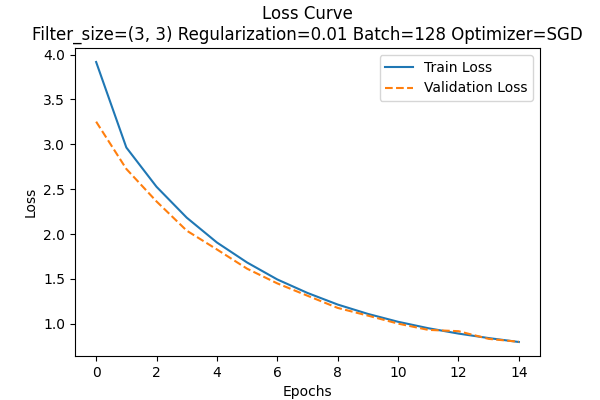 Loss Curve
Filter_size=(3, 3) Regularization=0.01 Batch=128 Optimizer=SGD
Train Loss
Validation Loss
4.0
3.5
3.0
2.5
2.0
1.5
1.0
Loss
0 2 4 6 8 10 12 14
Epochs